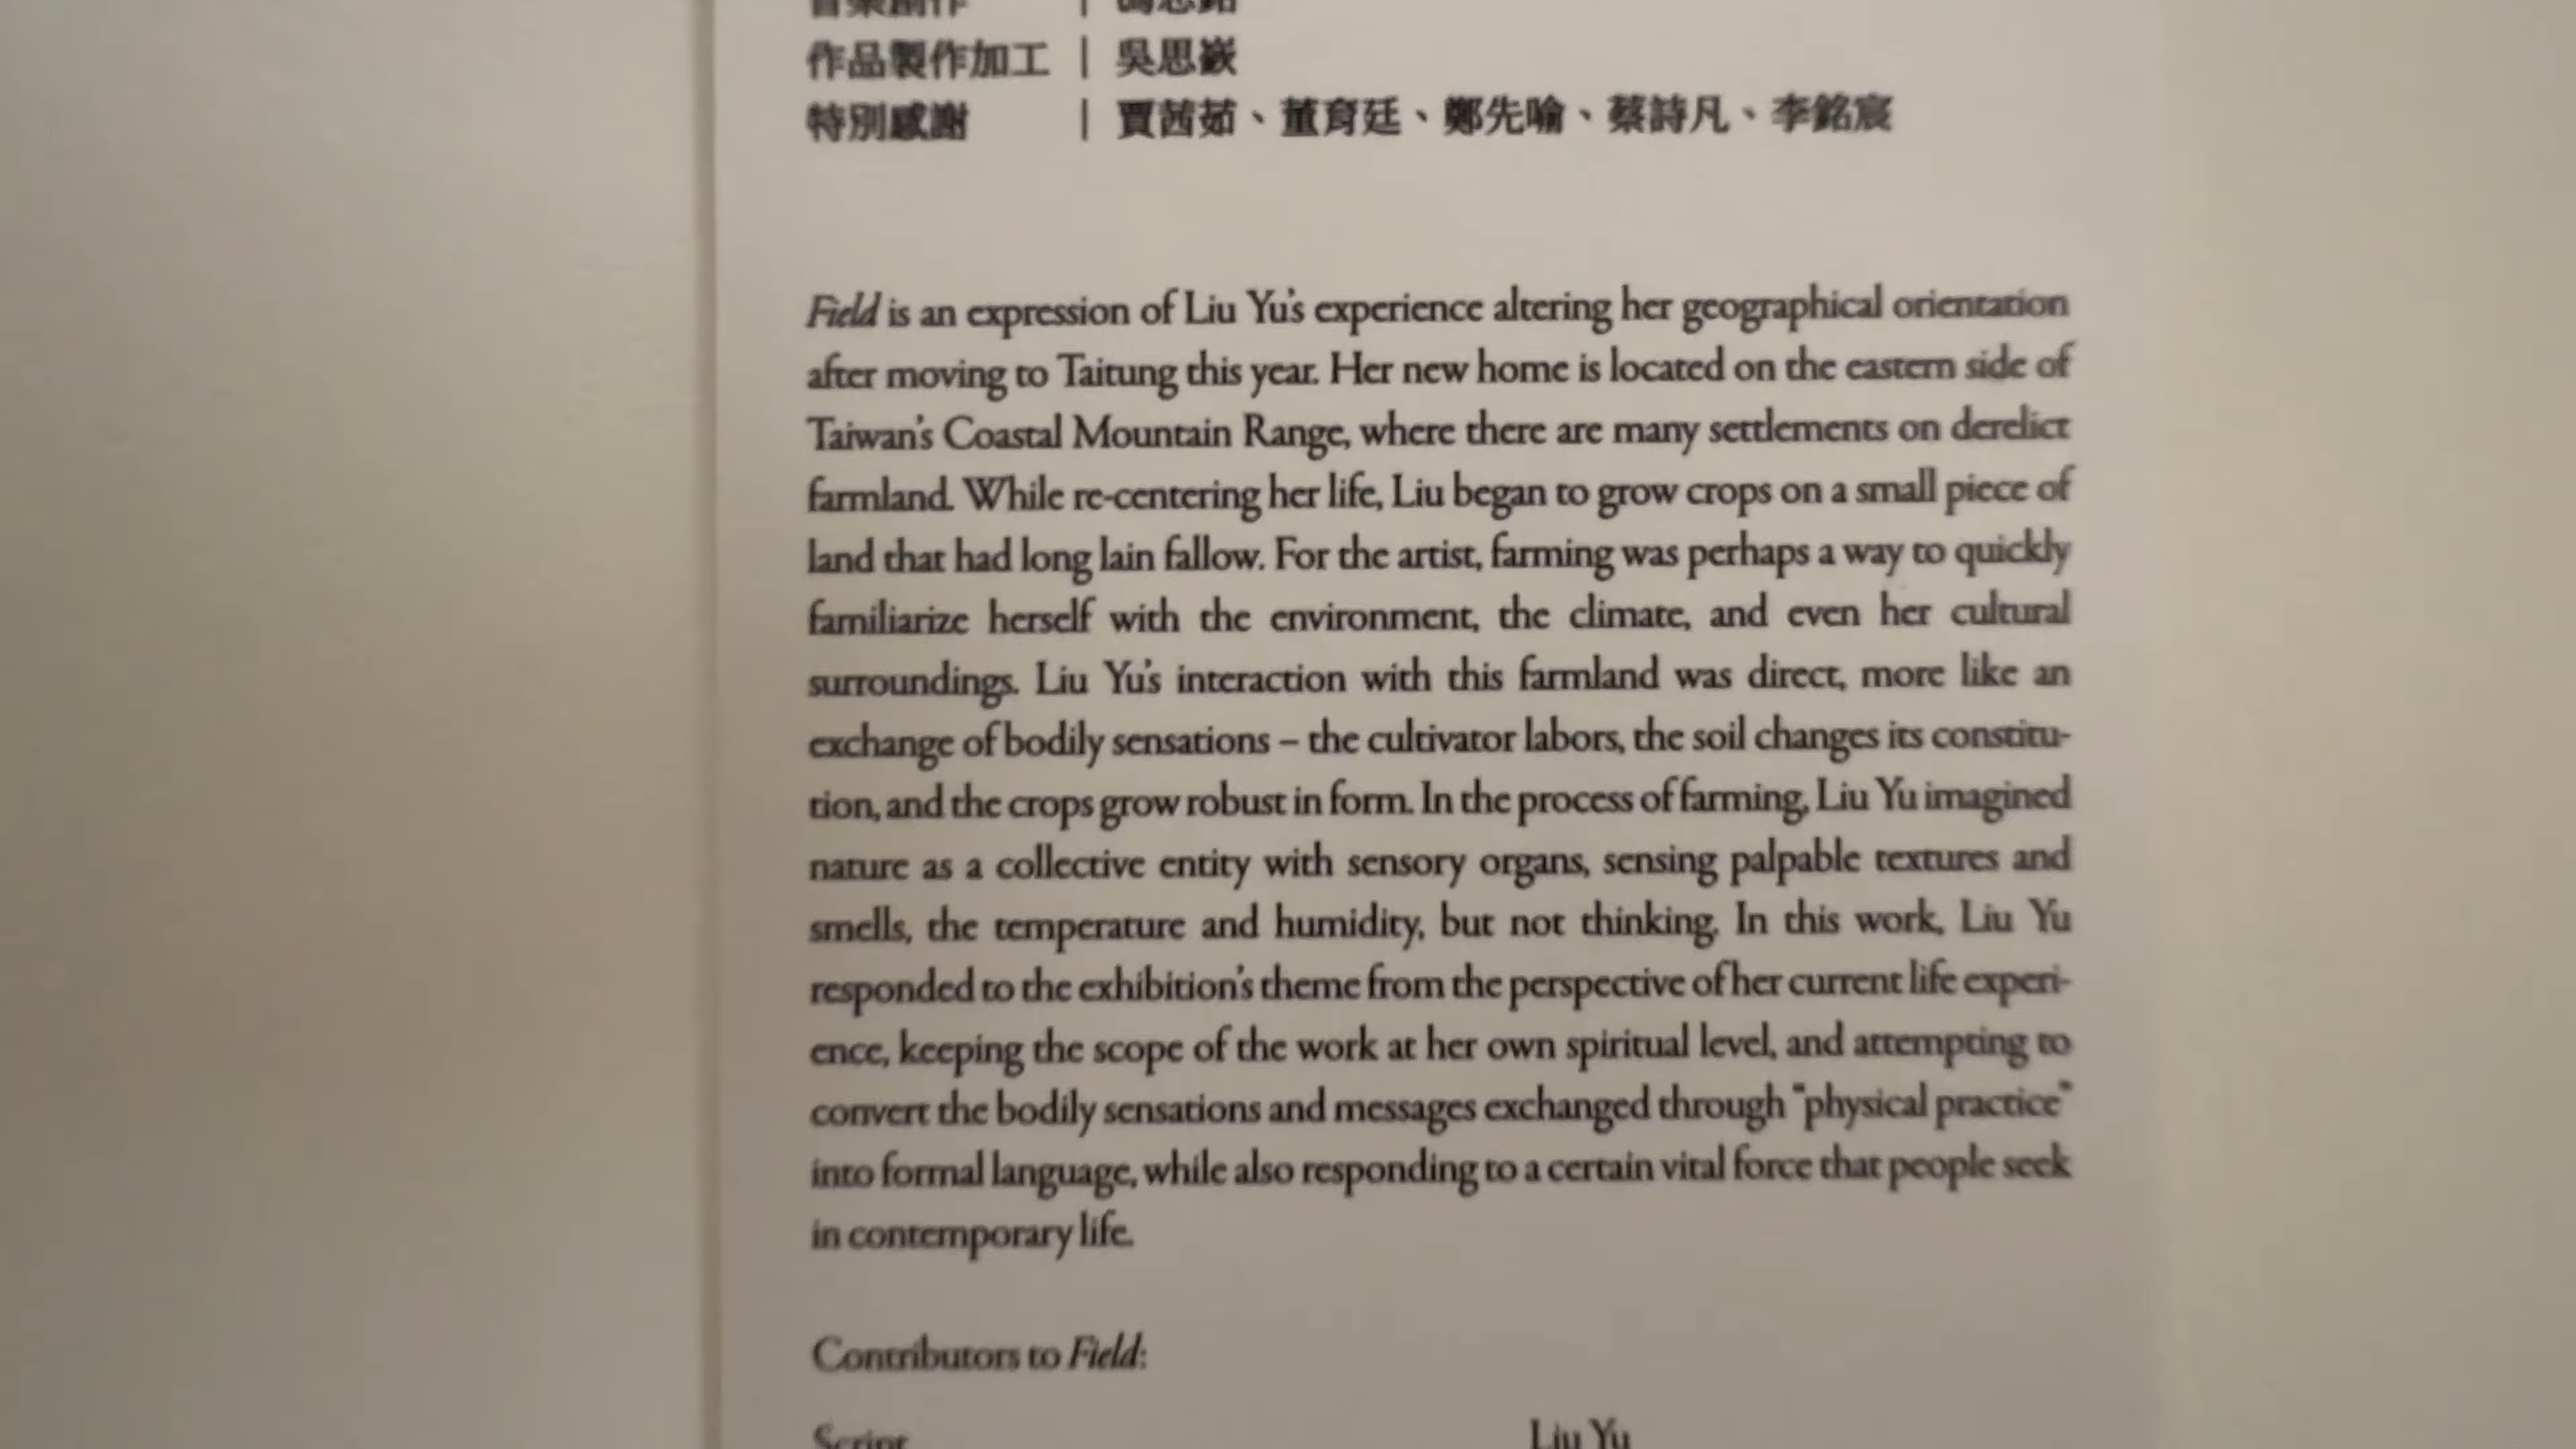 作品製作加工 | 吳思嶔
特別感謝 | 賈茜茹、董育廷、鄭先喻、蔡詩凡、李銘宸
Field is an expression of Liu Yu's experience altering her geographical orientation
after moving to Taitung this year. Her new home is located on the eastern side of
Taiwan's Coastal Mountain Range, where there are many settlements on derelict
farmland. While re-centering her life, Liu began to grow crops on a small piece of
land that had long lain fallow. For the artist, farming was perhaps a way to quickly
familiarize herself with the environment, the climate, and even her cultural
surroundings. Liu Yu's interaction with this farmland was direct, more like an
exchange of bodily sensations – the cultivator labors, the soil changes its constitu-
tion, and the crops grow robust in form. In the process of farming, Liu Yu imagined
nature as a collective entity with sensory organs, sensing palpable textures and
smells, the temperature and humidity, but not thinking. In this work, Liu Yu
responded to the exhibition's theme from the perspective of her current life experi-
ence, keeping the scope of the work at her own spiritual level, and attempting to
convert the bodily sensations and messages exchanged through "physical practice"
into formal language, while also responding to a certain vital force that people seek
in contemporary life.
Contributors to Field:
Script Liu Yu